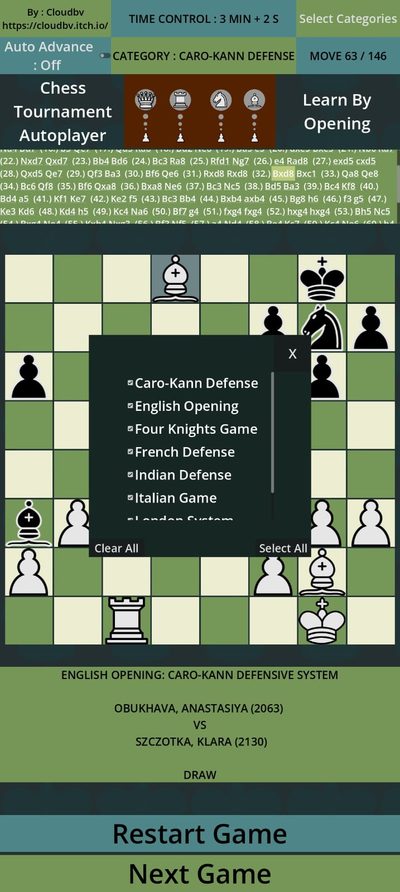 By : Cloudbv
https://cloudbv.itch.io/
TIME CONTROL : 3 MIN + 2 S
Select Categories
Auto Advance
: Off
CATEGORY : CARO-KANN DEFENSE
MOVE 63 / 146
Chess
Tournament
Autoplayer
Learn By
Opening
(22.) Nxd7 Qxd7 (23.) Bb4 Bd6 (24.) Bc3 Ra8 (25.) Rfd1 Ng7 (26.) e4 Rad8 (27.) exd5 cxd5
(28.) Qxd5 Qe7 (29.) Qf3 Ba3 (30.) Bf6 Qe6 (31.) Rxd8 Rxd8 (32.) Bxd8 Bxc1 (33.) Qa8 Qe8
(34.) Bc6 Qf8 (35.) Bf6 Qxa8 (36.) Bxa8 Ne6 (37.) Bc3 Nc5 (38.) Bd5 Ba3 (39.) Bc4 Kf8 (40.)
Bd4 a5 (41.) Kf1 Ke7 (42.) Ke2 f5 (43.) Bc3 Bb4 (44.) Bxb4 axb4 (45.) Bg8 h6 (46.) f3 g5 (47.)
Ke3 Kd6 (48.) Kd4 h5 (49.) Kc4 Na6 (50.) Bf7 g4 (51.) fxg4 fxg4 (52.) hxg4 hxg4 (53.) Bh5 Nc5
X
Caro-Kann Defense
English Opening
Four Knights Game
French Defense
Indian Defense
Italian Game
London System
Clear All
Select All
ENGLISH OPENING: CARO-KANN DEFENSIVE SYSTEM
OBUKHAVA, ANASTASIYA (2063)
VS
SZCZOTKA, KLARA (2130)
DRAW
Restart Game
Next Game